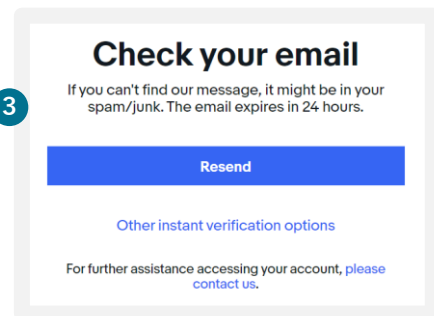 Check your email
If you can't find our message, it might be in your
spam/junk. The email expires in 24 hours.
3
Resend
Other instant verification options
For further assistance accessing your account, please
contact us.